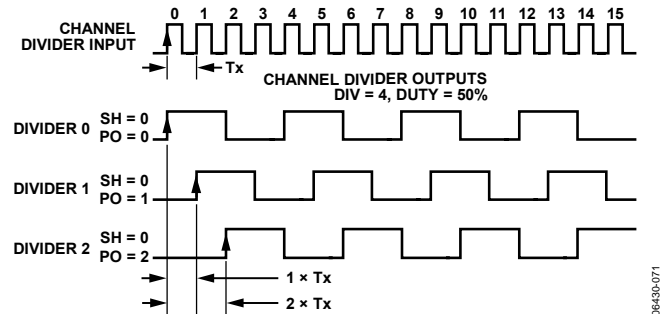 0 1 2 3 4 5 6 7 8 9 10 11 12 13 14 15
CHANNEL
DIVIDER INPUT
Tx
CHANNEL DIVIDER OUTPUTS
DIV = 4, DUTY = 50%
DIVIDER 0
SH = 0
PO = 0
DIVIDER 1
SH = 0
PO = 1
DIVIDER 2
SH = 0
PO = 2
1 × Tx
2 × Tx
06430-071